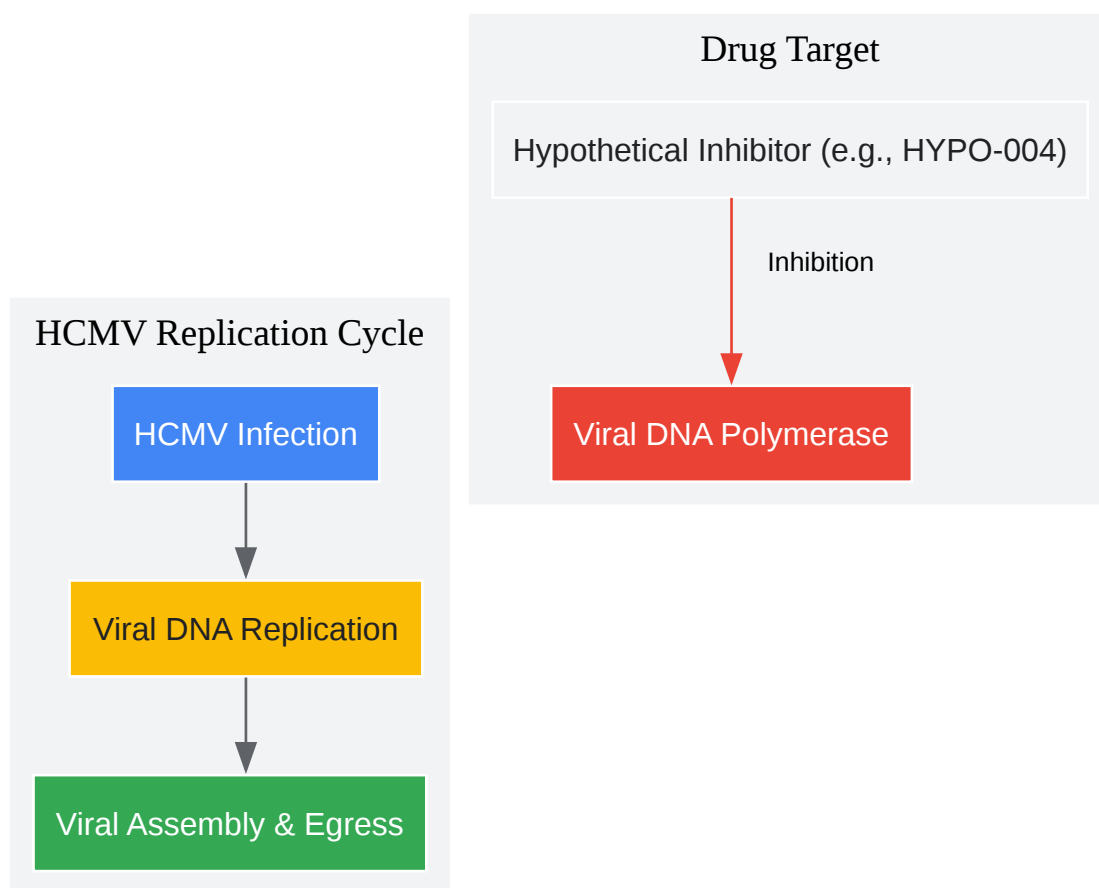 Drug Target
Hypothetical Inhibitor (e.g., HYPO-004)
Inhibition
Viral DNA Polymerase
HCMV Replication Cycle
HCMV Infection
Viral DNA Replication
Viral Assembly & Egress